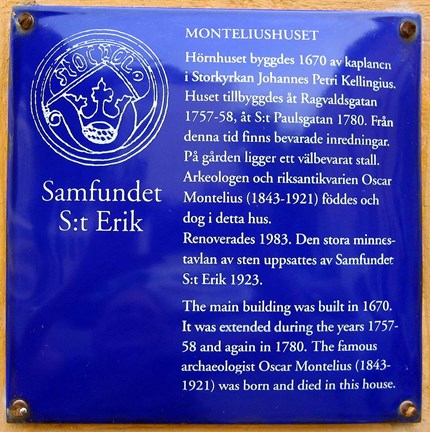 STOCHOLM
Samfundet
S:t Erik
MONTELIUSHUSET
Hörnhuset byggdes 1670 av kaplanen
i Storkyrkan Johannes Petri Kellingius.
Huset tillbyggdes åt Ragvaldsgatan
1757-58, åt S:t Paulsgatan 1780. Från
denna tid finns bevarade inredningar.
På gården ligger ett välbevarat stall.
Arkeologen och riksantikvarien Oscar
Montelius (1843-1921) föddes och
dog i detta hus.
Renoverades 1983. Den stora minnes-
tavlan av sten uppsattes av Samfundet
S:t Erik 1923.
The main building was built in 1670.
It was extended during the years 1757-
58 and again in 1780. The famous
archaeologist Oscar Montelius (1843-
1921) was born and died in this house.